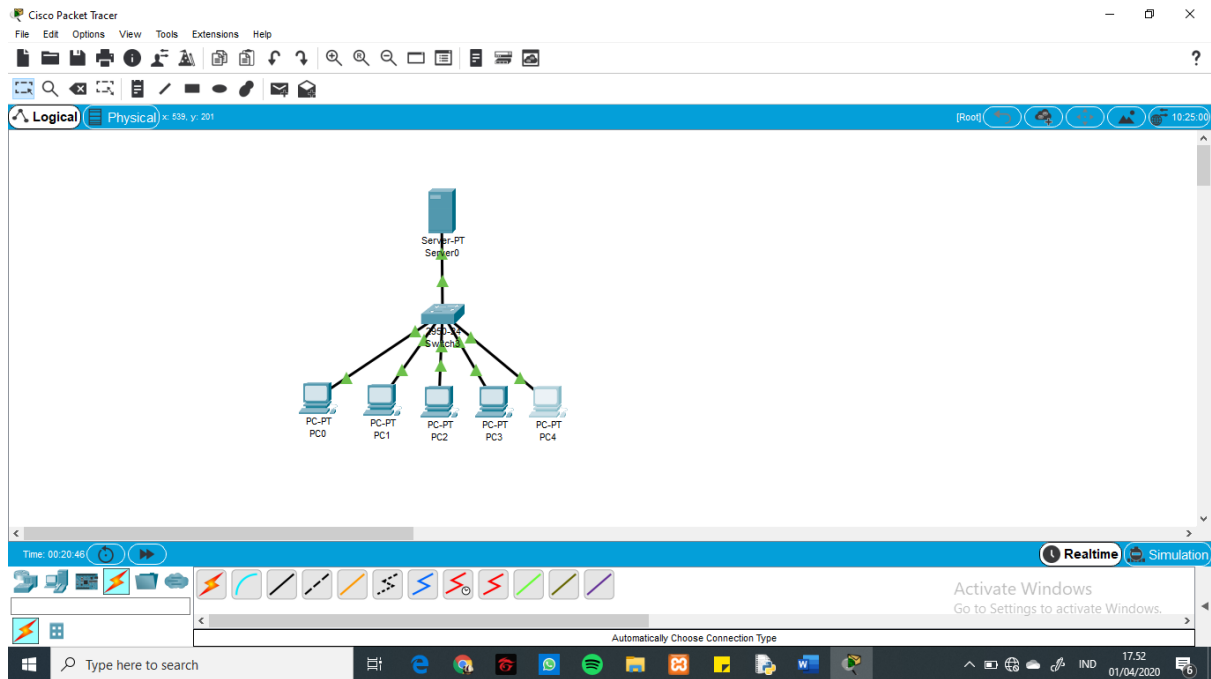 Cisco Packet Tracer
File Edit Options View Tools Extensions Help
?
Logical Physical x: 539, y: 201 [Root] 10:25:00
Server-PT
Server0
2950-24
Switch3
PC-PT PC-PT PC-PT PC-PT PC-PT
PC0 PC1 PC2 PC3 PC4
Time: 00:20:46 Realtime Simulation
Activate Windows
Go to Settings to activate Windows.
Automatically Choose Connection Type
Type here to search IND 17.52
01/04/2020 6